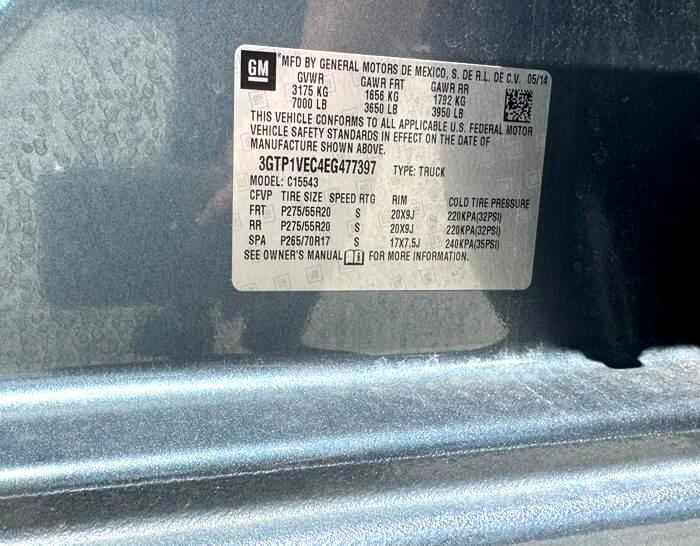 GM MFD BY GENERAL MOTORS DE MEXICO, S. DE R.L. DE C.V. 05/14
GVWR GAWR FRT GAWR RR
3175 KG 1656 KG 1792 KG
7000 LB 3650 LB 3950 LB
THIS VEHICLE CONFORMS TO ALL APPLICABLE U.S. FEDERAL MOTOR
VEHICLE SAFETY STANDARDS IN EFFECT ON THE DATE OF
MANUFACTURE SHOWN ABOVE.
3GTP1VEC4EG477397 TYPE: TRUCK
MODEL: C15543
CFVP TIRE SIZE SPEED RTG RIM COLD TIRE PRESSURE
FRT P275/55R20 S 20X9J 220KPA(32PSI)
RR P275/55R20 S 20X9J 220KPA(32PSI)
SPA P265/70R17 S 17X7.5J 240KPA(35PSI)
SEE OWNER'S MANUAL FOR MORE INFORMATION.